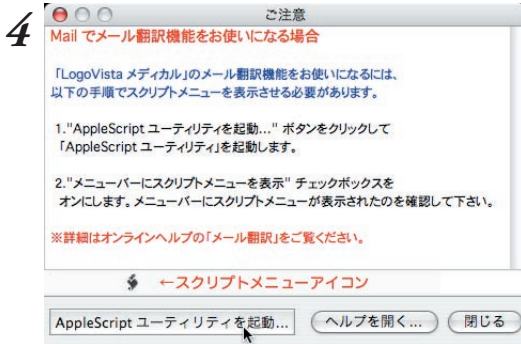 4
ご注意
Mail でメール翻訳機能をお使いになる場合
「LogoVista メディカル」のメール翻訳機能をお使いになるには、
以下の手順でスクリプトメニューを表示させる必要があります。
1."AppleScript ユーティリティを起動..." ボタンをクリックして
「AppleScript ユーティリティ」を起動します。
2."メニューバーにスクリプトメニューを表示" チェックボックスを
オンにします。メニューバーにスクリプトメニューが表示されたのを確認して下さい。
※詳細はオンラインヘルプの「メール翻訳」をご覧ください。
←スクリプトメニューアイコン
AppleScript ユーティリティを起動... ヘルプを開く... 閉じる